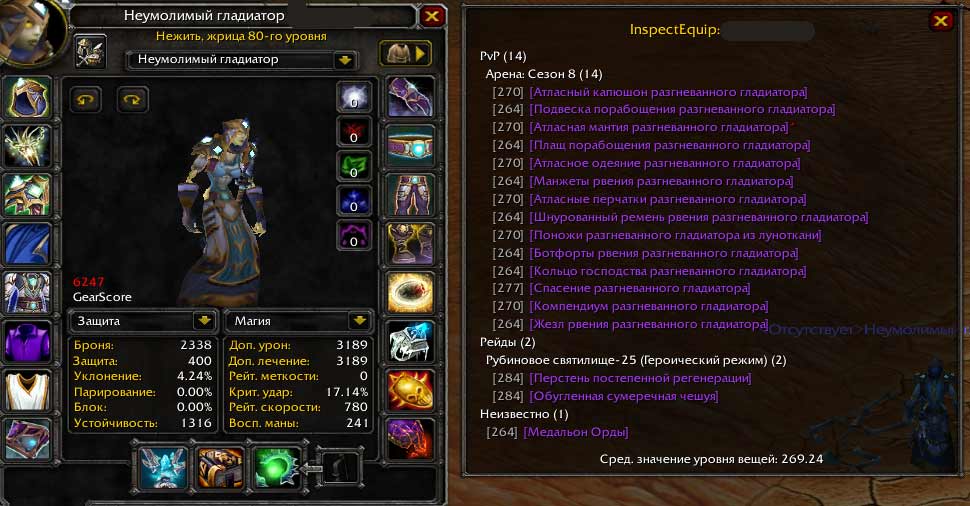 Неумолимый гладиатор
Нежить, жрица 80-го уровня
Неумолимый гладиатор
0
0
0
0
0
6247
GearScore
Защита
Магия
Броня: 2338
Защита: 400
Уклонение: 4.24%
Парирование: 0.00%
Блок: 0.00%
Устойчивость: 1316
Доп. урон: 3189
Доп. лечение: 3189
Рейт. меткости: 0
Крит. удар: 17.14%
Рейт. скорости: 780
Восп. маны: 241
InspectEquip:
PvP (14)
Арена: Сезон 8 (14)
[270] [Атласный капюшон разгневанного гладиатора]
[264] [Подвеска порабощения разгневанного гладиатора]
[270] [Атласная мантия разгневанного гладиатора]
[264] [Плащ порабощения разгневанного гладиатора]
[270] [Атласное одеяние разгневанного гладиатора]
[264] [Манжеты рвения разгневанного гладиатора]
[270] [Атласные перчатки разгневанного гладиатора]
[264] [Шнурованный ремень рвения разгневанного гладиатора]
[270] [Поножи разгневанного гладиатора из луноткани]
[264] [Ботфорты рвения разгневанного гладиатора]
[264] [Кольцо господства разгневанного гладиатора]
[277] [Спасение разгневанного гладиатора]
[270] [Компендиум разгневанного гладиатора]
[264] [Жезл рвения разгневанного гладиатора]
Отсутствует>Неумолимый
Рейды (2)
Рубиновое святилище-25 (Героический режим) (2)
[284] [Перстень постепенной регенерации]
[284] [Обугленная сумеречная чешуя]
Неизвестно (1)
[264] [Медальон Орды]
Сред. значение уровня вещей: 269.24